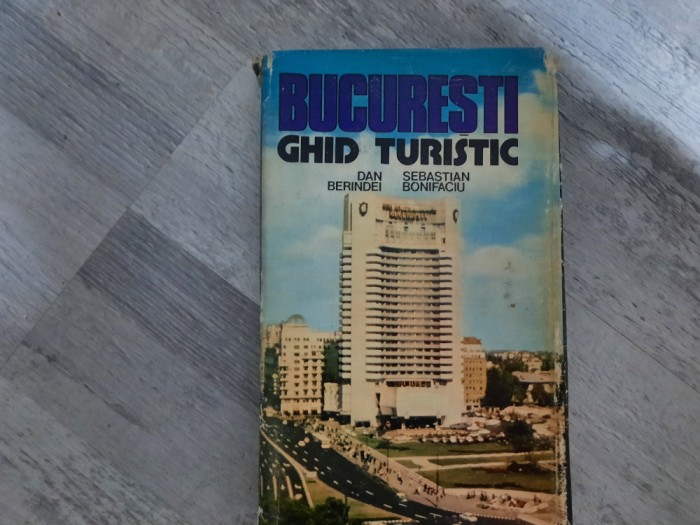 BUCUREȘTI
GHID TURISTIC
DAN SEBASTIAN
BERINDEI BONIFACIU